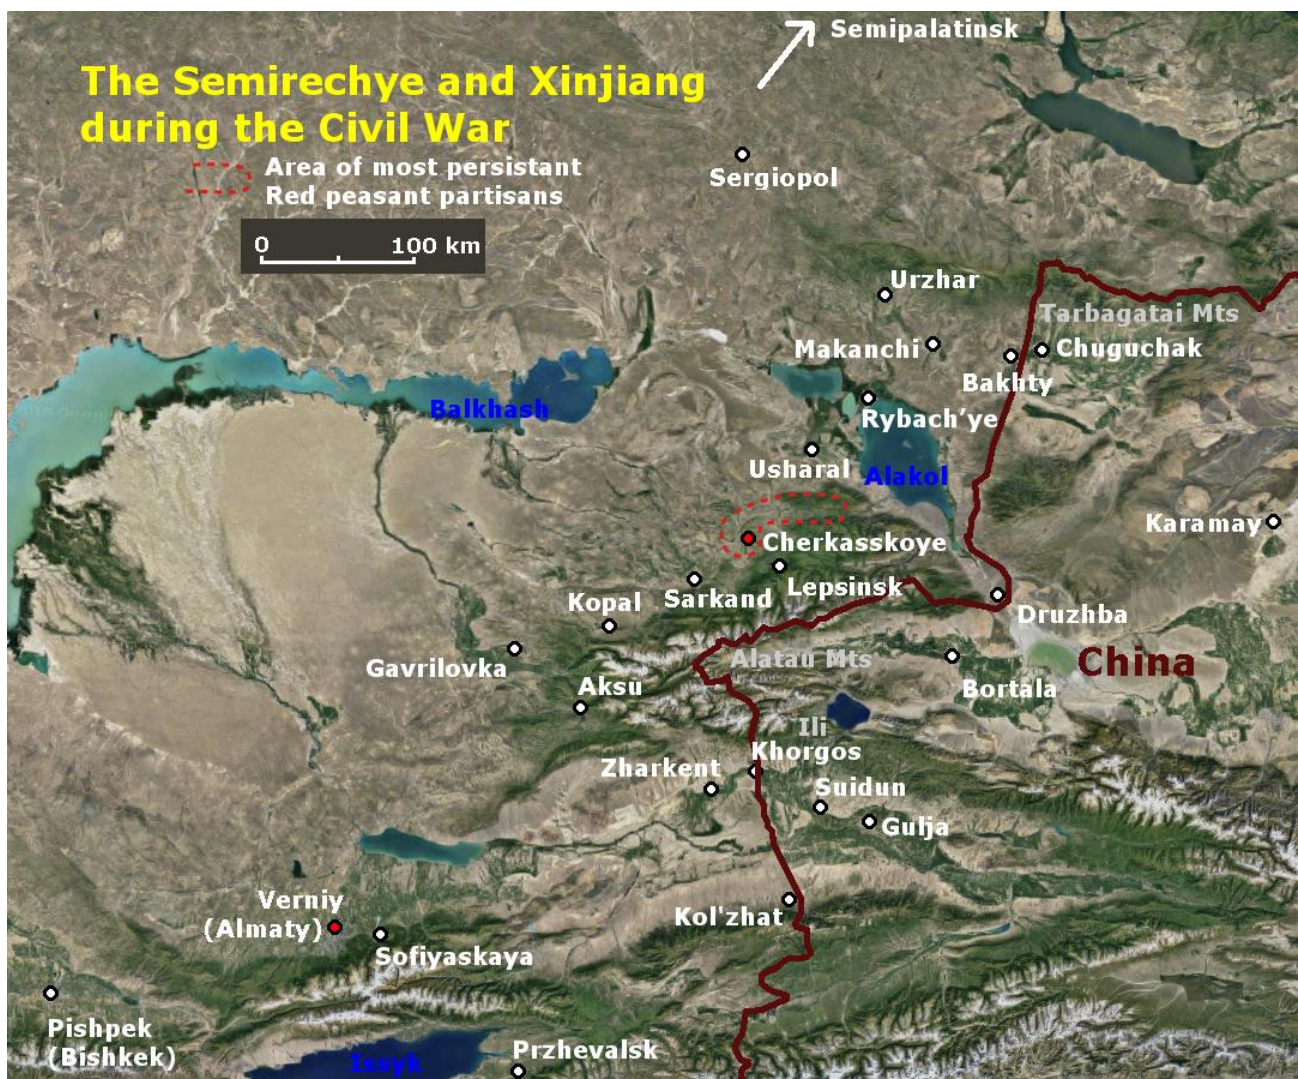 Semipalatinsk
The Semirechye and Xinjiang
during the Civil War
Area of most persistant
Red peasant partisans
Sergiopol
0 100 km
Urzhar
Tarbagatai Mts
Makanchi
Chuguchak
Bakhty
Balkhash
Rybach’ye
Usharal
Alakol
Karamay
Cherkasskoye
Lepsinsk
Sarkand
Kopal
Druzhba
Gavrilovka
Alatau Mts
China
Aksu
Bortala
Ili
Khorgos
Zharkent
Suidun
Gulja
Verniy
(Almaty)
Kol'zhat
Sofiyaskaya
Pishpek
(Bishkek)
Issyk
Przhevalsk